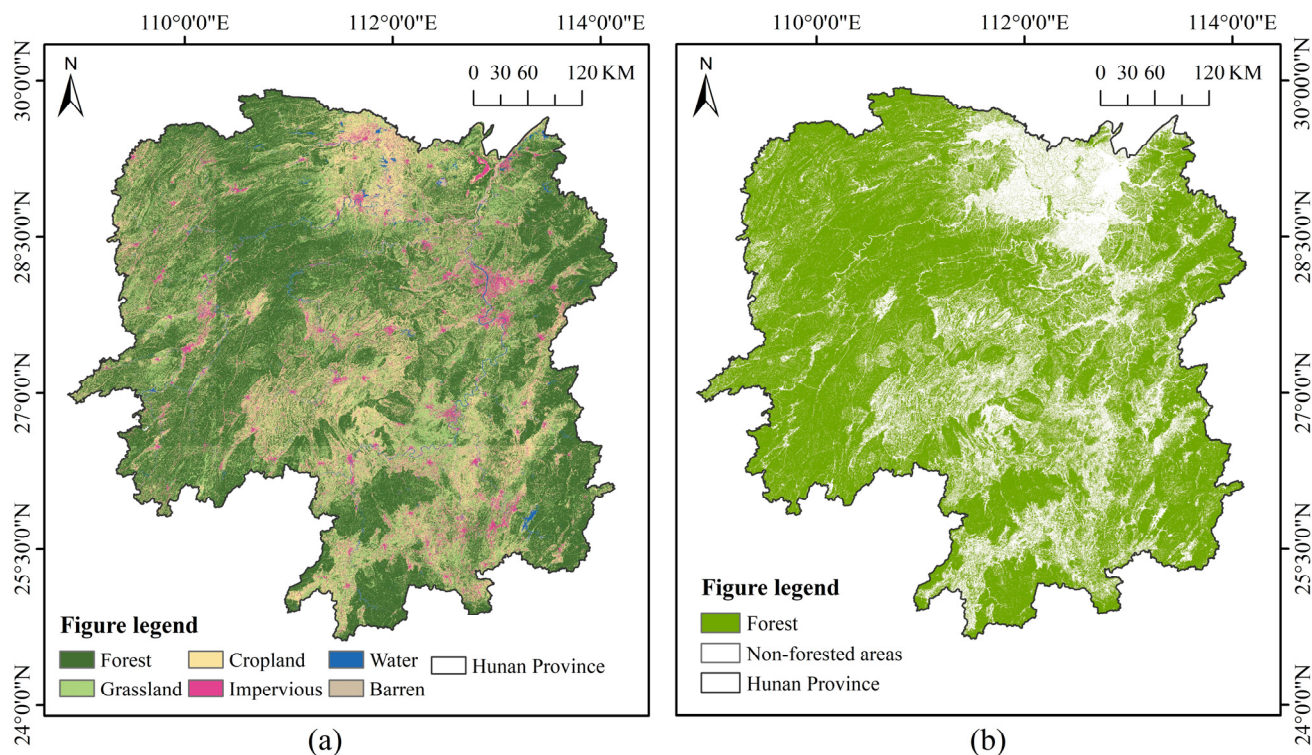 110°0'0"E 112°0'0"E 114°0'0"E
N
0 30 60 120 KM
30°0'0"N
28°30'0"N
27°0'0"N
25°30'0"N
24°0'0"N
Figure legend
Forest Cropland Water Hunan Province
Grassland Impervious Barren
(a)
110°0'0"E 112°0'0"E 114°0'0"E
N
0 30 60 120 KM
30°0'0"N
28°30'0"N
27°0'0"N
25°30'0"N
24°0'0"N
Figure legend
Forest
Non-forested areas
Hunan Province
(b)